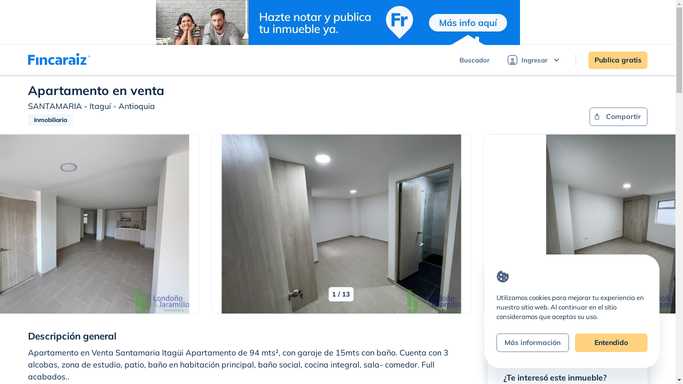 Hazte notar y publica
tu inmueble ya.
Fr
Más info aquí
Fincaraiz
Buscador
Ingresar
Publica gratis
Apartamento en venta
SANTAMARIA - Itaguí - Antioquia
Inmobiliaria
Compartir
Londoño
Jaramillo
1 / 13
Londoño
Jaramillo
Utilizamos cookies para mejorar tu experiencia en
nuestro sitio web. Al continuar en el sitio
consideramos que aceptas su uso.
Más información
Entendido
Descripción general
Apartamento en Venta Santamaria Itagüi Apartamento de 94 mts², con garaje de 15mts con baño. Cuenta con 3
alcobas, zona de estudio, patio, baño en habitación principal, baño social, cocina integral, sala- comedor. Full
acabados..
¿Te interesó este inmueble?